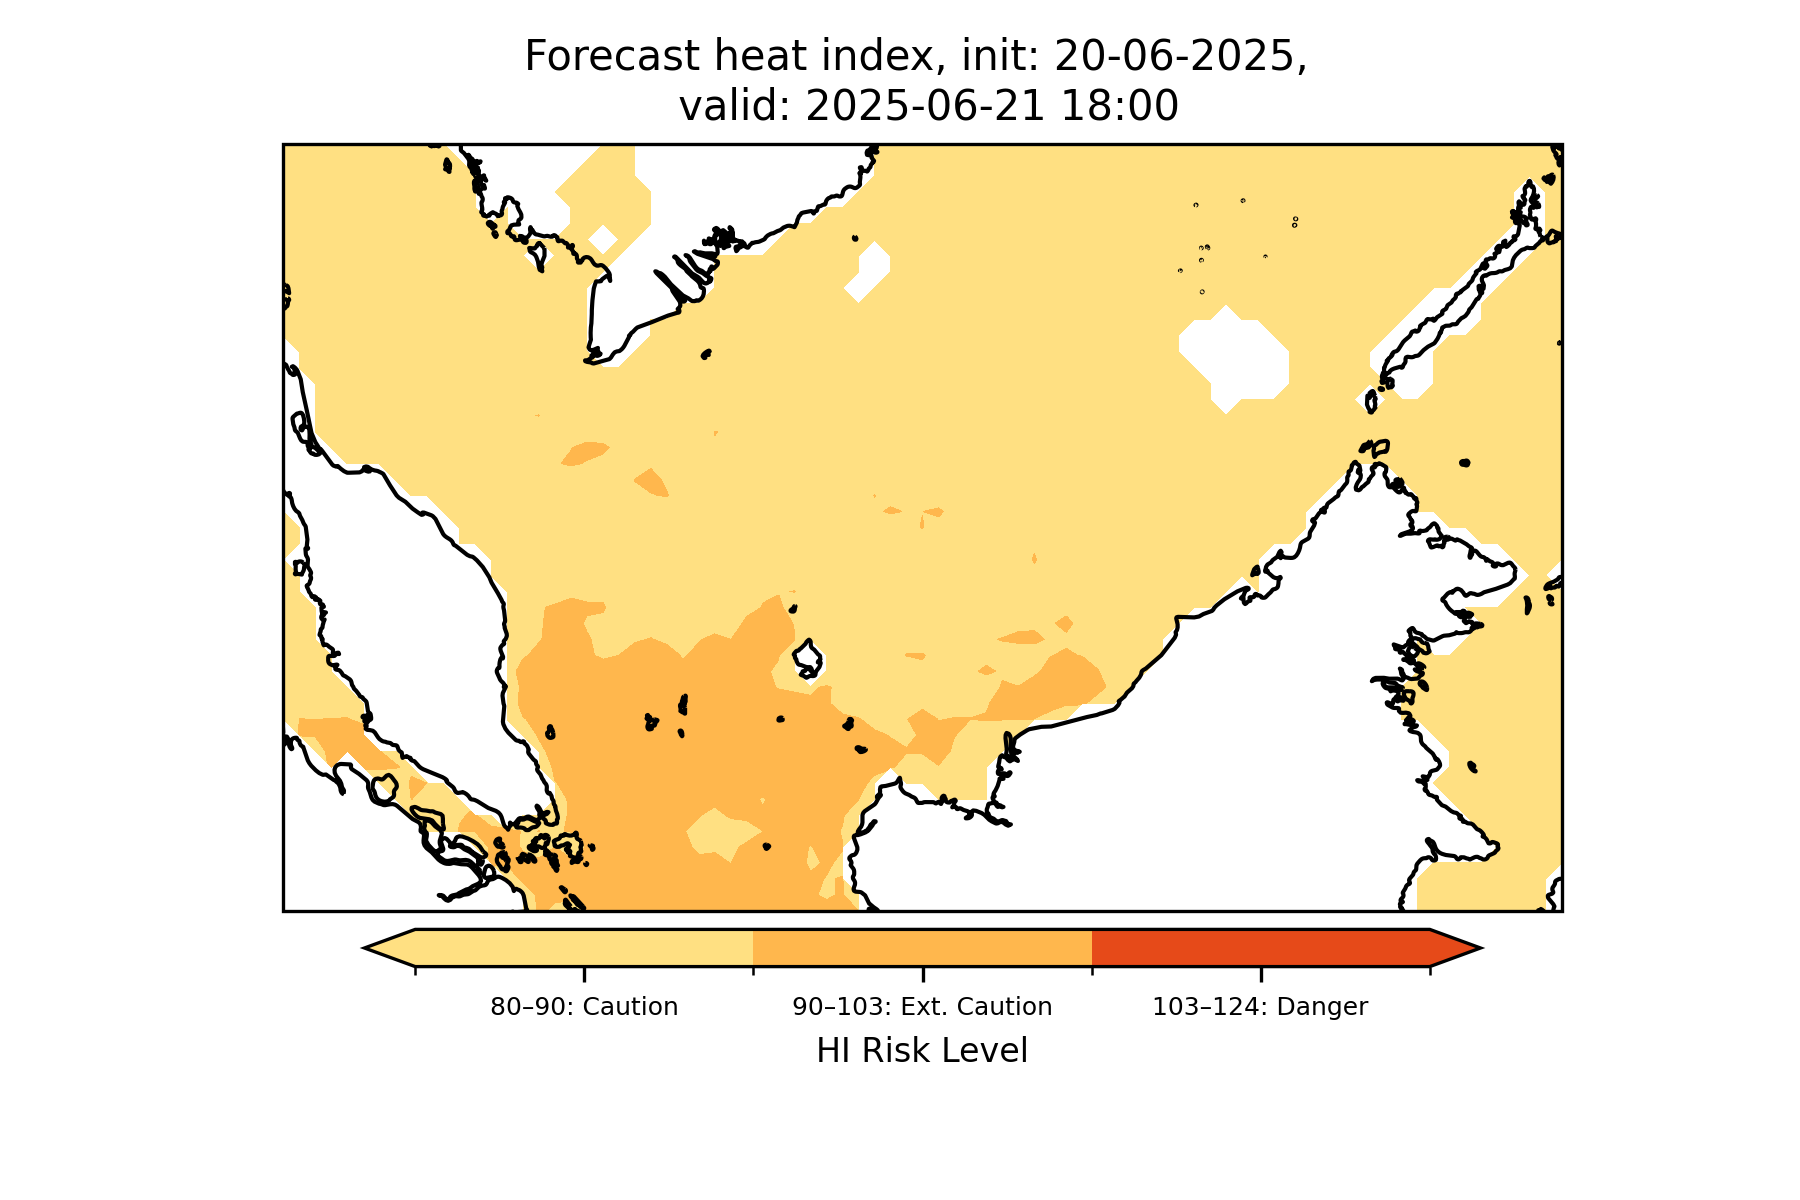 Forecast heat index, init: 20-06-2025,
valid: 2025-06-21 18:00
80–90: Caution
90–103: Ext. Caution
103–124: Danger
HI Risk Level